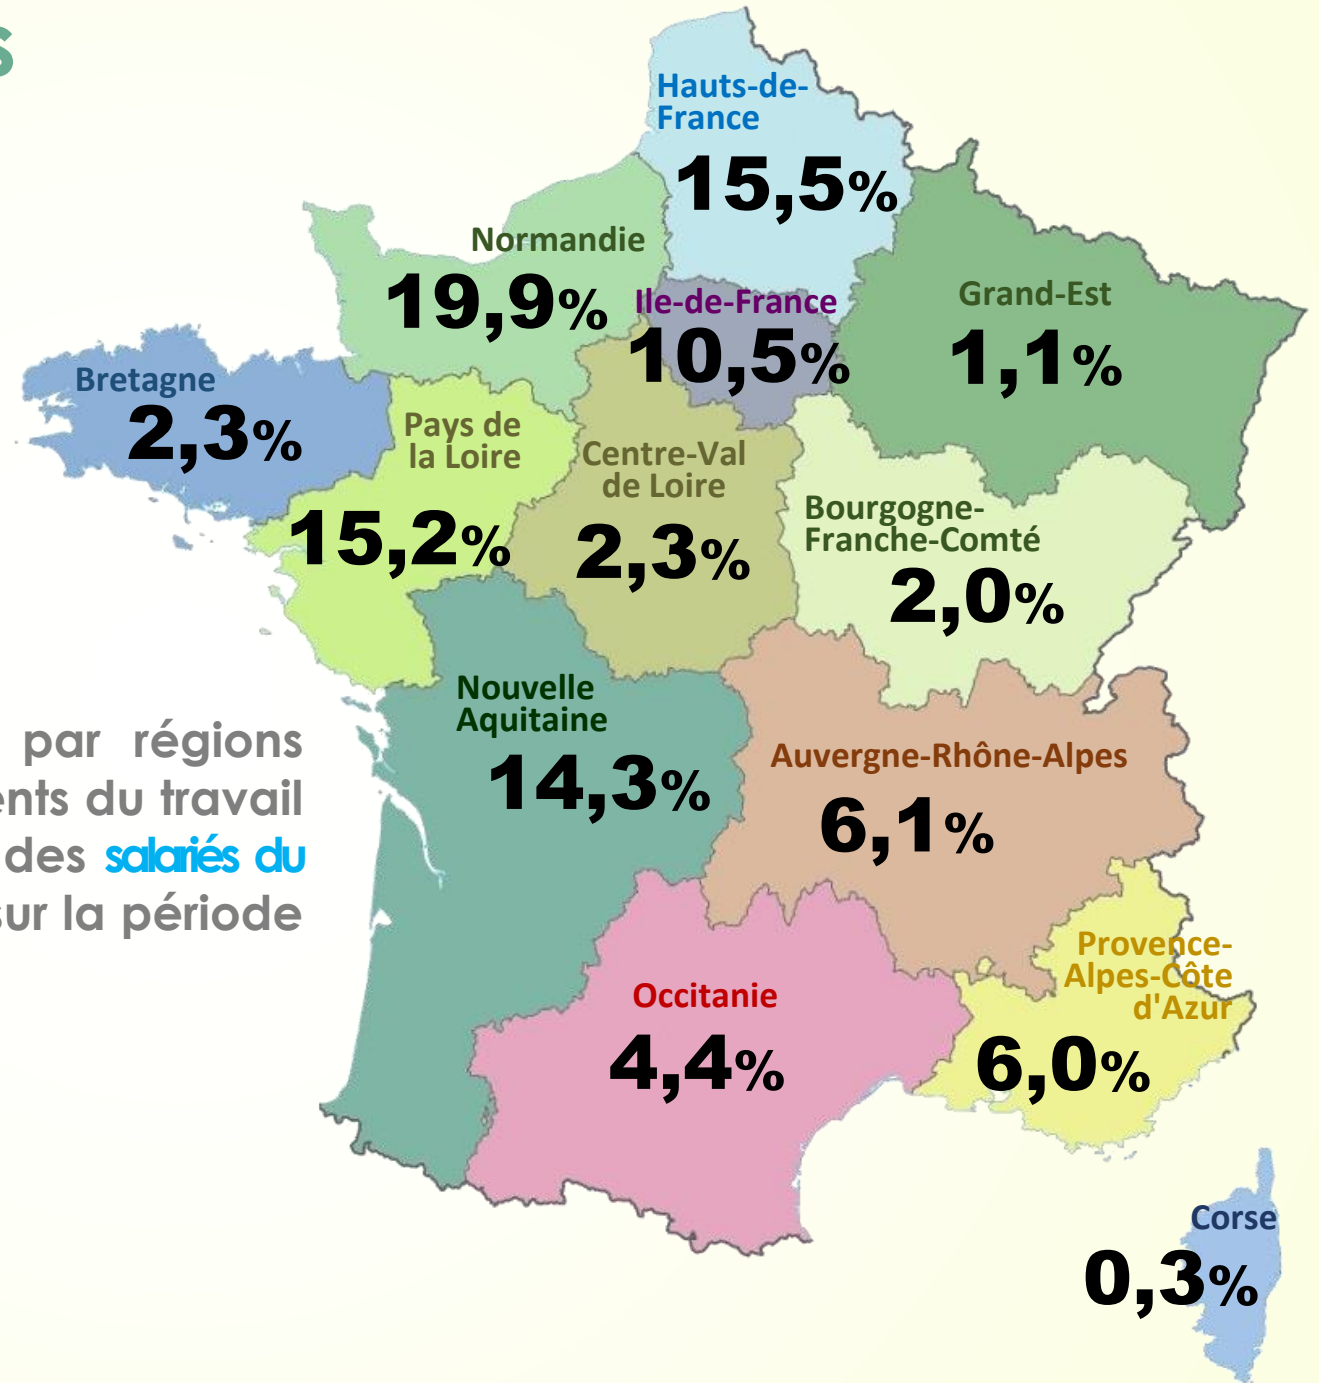 s
Hauts-de-
France
15,5%
Normandie
19,9%
Ile-de-France
10,5%
Grand-Est
1,1%
Bretagne
2,3%
Pays de
la Loire
15,2%
Centre-Val
de Loire
2,3%
Bourgogne-
Franche-Comté
2,0%
Nouvelle
Aquitaine
14,3%
Auvergne-Rhône-Alpes
6,1%
par régions
ents du travail
des salariés du
sur la période
Provence-
Alpes-Côte
d'Azur
6,0%
Occitanie
4,4%
Corse
0,3%